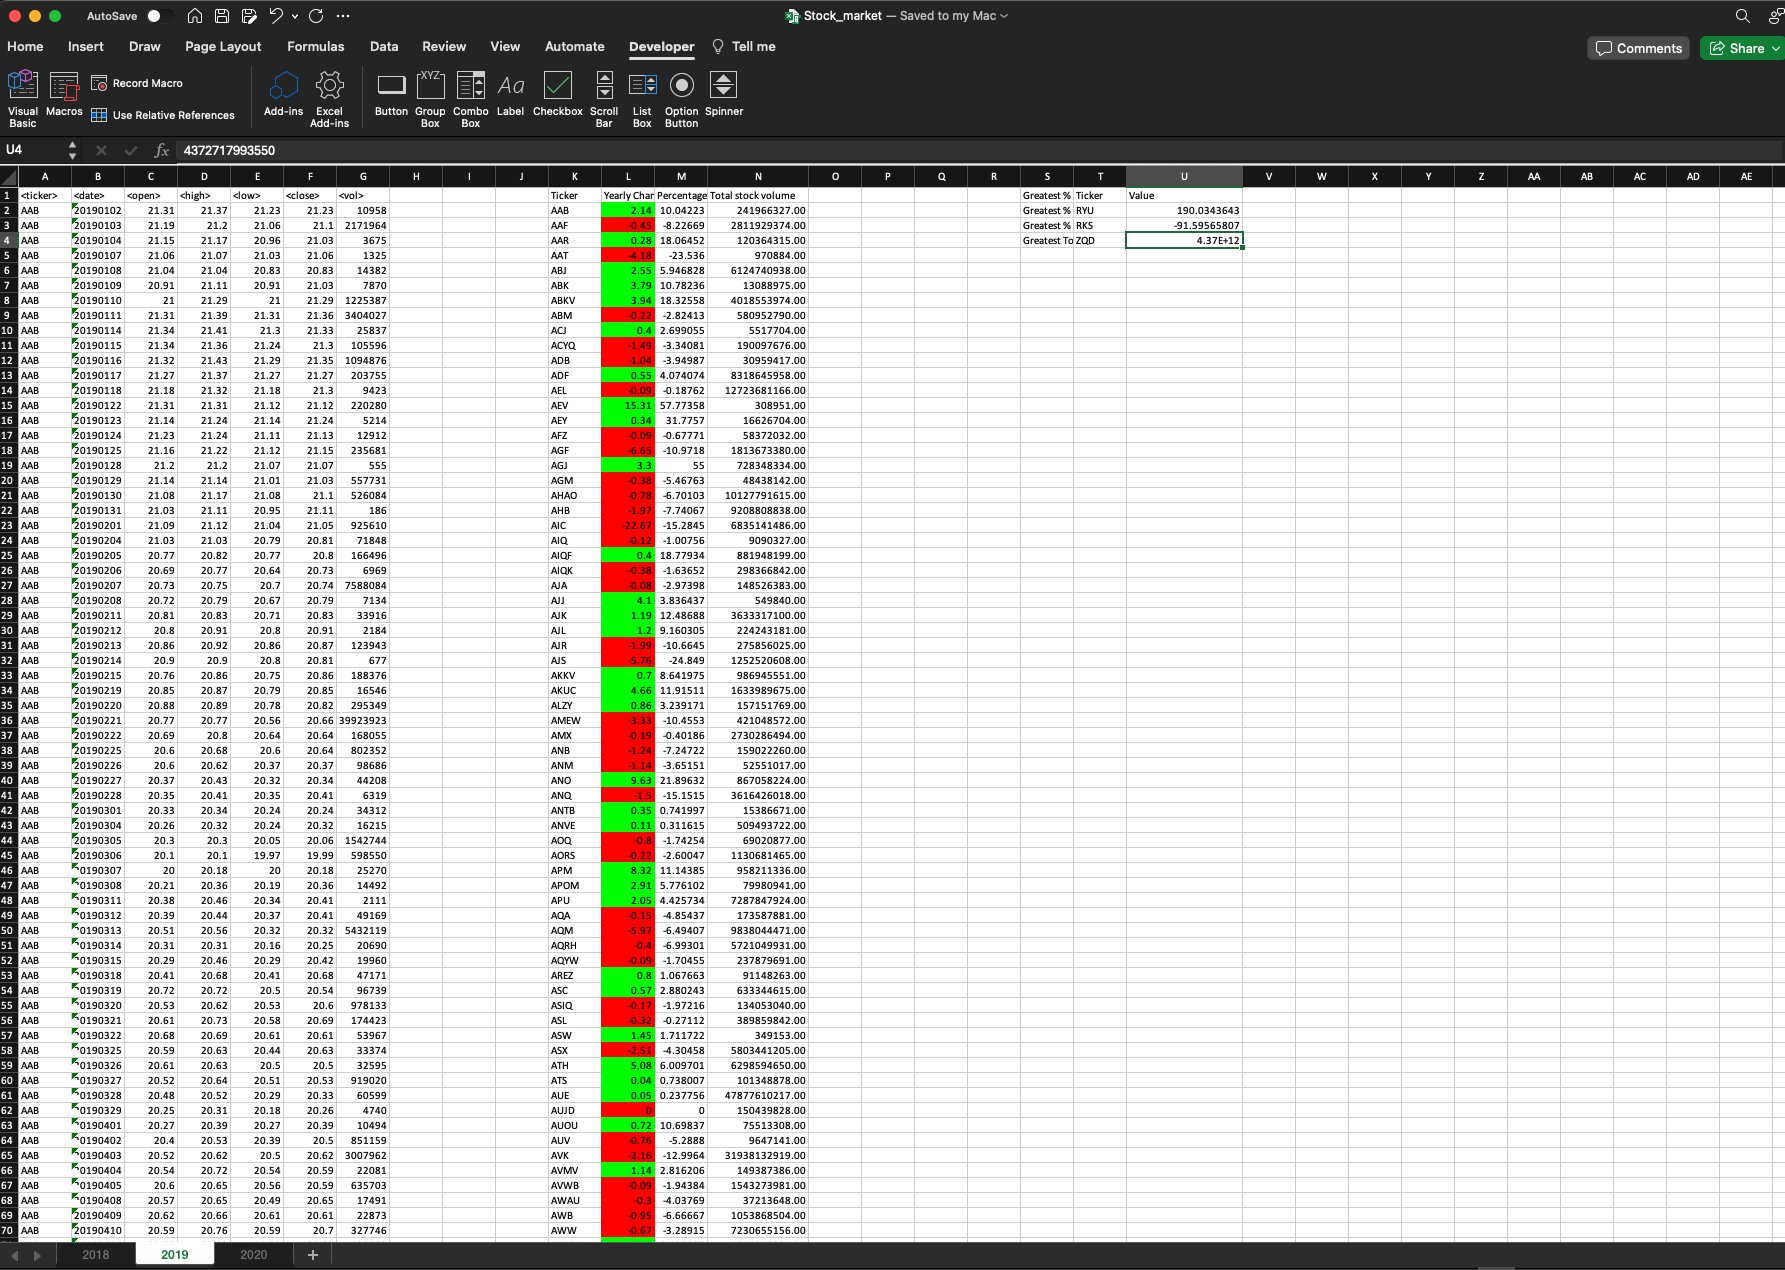 AutoSave
Stock_market — Saved to my Mac
Home Insert Draw Page Layout Formulas Data Review View Automate Developer Tell me Comments Share
Visual Basic Macros Record Macro Use Relative References Add-ins Excel Add-ins Button Group Box Combo Box Label Checkbox Scroll Bar List Box Option Button Spinner
XYZ Aa
U4 fx 4372717993550
A B C D E F G H I J K L M N O P Q R S T U V W X Y Z AA AB AC AD AE
1 <ticker> <date> <open> <high> <low> <close> <vol> Ticker Yearly Char Percentage Total stock volume Greatest % Ticker Value
2 AAB 20190102 21.31 21.37 21.23 21.23 10958 AAB 2.14 10.04223 241966327.00 Greatest % RYU 190.0343643
3 AAB 20190103 21.19 21.2 21.06 21.1 2171964 AAF -0.45 -8.22669 2811929374.00 Greatest % RKS -91.59565807
4 AAB 20190104 21.15 21.17 20.96 21.03 3675 AAR 0.28 18.06452 120364315.00 Greatest To ZQD 4.37E+12
5 AAB 20190107 21.06 21.07 21.03 21.06 1325 AAT -4.18 -23.536 970884.00
6 AAB 20190108 21.04 21.04 20.83 20.83 14382 ABJ 2.55 5.946828 6124740938.00
7 AAB 20190109 20.91 21.11 20.91 21.03 7870 ABK 3.79 10.78236 13088975.00
8 AAB 20190110 21 21.29 21 21.29 1225387 ABKV 3.94 18.32558 4018553974.00
9 AAB 20190111 21.31 21.39 21.31 21.36 3404027 ABM -0.22 -2.82413 580952790.00
10 AAB 20190114 21.34 21.41 21.3 21.33 25837 ACJ 0.4 2.699055 5517704.00
11 AAB 20190115 21.34 21.36 21.24 21.3 105596 ACYQ -1.49 -3.34081 190097676.00
12 AAB 20190116 21.32 21.43 21.29 21.35 1094876 ADB -1.04 -3.94987 30959417.00
13 AAB 20190117 21.27 21.37 21.27 21.27 203755 ADF 0.55 4.074074 8318645958.00
14 AAB 20190118 21.18 21.32 21.18 21.3 9423 AEL -0.09 -0.18762 12723681166.00
15 AAB 20190122 21.31 21.31 21.12 21.12 220280 AEV 15.31 57.77358 308951.00
16 AAB 20190123 21.14 21.24 21.14 21.24 5214 AEY 0.34 31.7757 16626704.00
17 AAB 20190124 21.23 21.24 21.11 21.13 12912 AFZ -0.09 -0.67771 58372032.00
18 AAB 20190125 21.16 21.22 21.12 21.15 235681 AGF -6.65 -10.9718 1813673380.00
19 AAB 20190128 21.2 21.2 21.07 21.07 555 AGJ 3.3 55 728348334.00
20 AAB 20190129 21.14 21.14 21.01 21.03 557731 AGM -0.38 -5.46763 48438142.00
21 AAB 20190130 21.08 21.17 21.08 21.1 526084 AHAO -0.78 -6.70103 10127791615.00
22 AAB 20190131 21.03 21.11 20.95 21.11 186 AHB -1.97 -7.74067 9208808838.00
23 AAB 20190201 21.09 21.12 21.04 21.05 925610 AIC -22.67 -15.2845 6835141486.00
24 AAB 20190204 21.03 21.03 20.79 20.81 71848 AIQ -0.12 -1.00756 9090327.00
25 AAB 20190205 20.77 20.82 20.77 20.8 166496 AIQF 0.4 18.77934 881948199.00
26 AAB 20190206 20.69 20.77 20.64 20.73 6969 AIQK -0.38 -1.63652 298366842.00
27 AAB 20190207 20.73 20.75 20.7 20.74 7588084 AJA -0.08 -2.97398 148526383.00
28 AAB 20190208 20.72 20.79 20.67 20.79 7134 AJJ 4.1 3.836437 549840.00
29 AAB 20190211 20.81 20.83 20.71 20.83 33916 AJK 1.19 12.48688 3633317100.00
30 AAB 20190212 20.8 20.91 20.8 20.91 2184 AJL 1.2 9.160305 224243181.00
31 AAB 20190213 20.86 20.92 20.86 20.87 123943 AJR -1.99 -10.6645 275856025.00
32 AAB 20190214 20.9 20.9 20.8 20.81 677 AJS -5.76 -24.849 1252520608.00
33 AAB 20190215 20.76 20.86 20.75 20.86 188376 AKKV 0.7 8.641975 986945551.00
34 AAB 20190219 20.85 20.87 20.79 20.85 16546 AKUC 4.66 11.91511 1633989675.00
35 AAB 20190220 20.88 20.89 20.78 20.82 295349 ALZY 0.86 3.239171 157151769.00
36 AAB 20190221 20.77 20.77 20.56 20.66 39923923 AMEW -3.33 -10.4553 421048572.00
37 AAB 20190222 20.69 20.8 20.64 20.64 168055 AMX -0.19 -0.40186 2730286494.00
38 AAB 20190225 20.6 20.68 20.6 20.64 802352 ANB -1.24 -7.24722 159022260.00
39 AAB 20190226 20.6 20.62 20.37 20.37 98686 ANM -1.14 -3.65151 52551017.00
40 AAB 20190227 20.37 20.43 20.32 20.34 44208 ANO 9.63 21.89632 867058224.00
41 AAB 20190228 20.35 20.41 20.35 20.41 6319 ANQ -1.5 -15.1515 3616426018.00
42 AAB 20190301 20.33 20.34 20.24 20.24 34312 ANTB 0.35 0.741997 15386671.00
43 AAB 20190304 20.26 20.32 20.24 20.32 16215 ANVE 0.11 0.311615 509493722.00
44 AAB 20190305 20.3 20.3 20.05 20.06 1542744 AOQ -0.8 -1.74254 69020877.00
45 AAB 20190306 20.1 20.1 19.97 19.99 598550 AORS -0.22 -2.60047 1130681465.00
46 AAB 0190307 20 20.18 20 20.18 25270 APM 8.32 11.14385 958211336.00
47 AAB 0190308 20.21 20.36 20.19 20.36 14492 APOM 2.91 5.776102 79980941.00
48 AAB 0190311 20.38 20.46 20.34 20.41 2111 APU 2.05 4.425734 7287847924.00
49 AAB 0190312 20.39 20.44 20.37 20.41 49169 AQA -0.15 -4.85437 173587881.00
50 AAB 0190313 20.51 20.56 20.32 20.32 5432119 AQM -5.97 -6.49407 9838044471.00
51 AAB 0190314 20.31 20.31 20.16 20.25 20690 AQRH -0.4 -6.99301 5721049931.00
52 AAB 0190315 20.29 20.46 20.29 20.42 19960 AQYW -0.09 -1.70455 237879691.00
53 AAB 0190318 20.41 20.68 20.41 20.68 47171 AREZ 0.8 1.067663 91148263.00
54 AAB 0190319 20.72 20.72 20.5 20.54 96739 ASC 0.57 2.880243 633344615.00
55 AAB 0190320 20.53 20.62 20.53 20.6 978133 ASIQ -0.17 -1.97216 134053040.00
56 AAB 0190321 20.61 20.73 20.58 20.69 174423 ASL -0.32 -0.27112 389859842.00
57 AAB 0190322 20.68 20.69 20.61 20.61 53967 ASW 1.45 1.711722 349153.00
58 AAB 0190325 20.59 20.63 20.44 20.63 33374 ASX -2.51 -4.30458 5803441205.00
59 AAB 0190326 20.61 20.63 20.5 20.5 32595 ATH 5.08 6.009701 6298594650.00
60 AAB 0190327 20.52 20.64 20.51 20.53 919020 ATS 0.04 0.738007 101348878.00
61 AAB 0190328 20.48 20.52 20.29 20.33 60599 AUE 0.05 0.237756 47877610217.00
62 AAB 0190329 20.25 20.31 20.18 20.26 4740 AUJD 0 0 150439828.00
63 AAB 0190401 20.27 20.39 20.27 20.39 10494 AUOU 0.72 10.69837 75513308.00
64 AAB 0190402 20.4 20.53 20.39 20.5 851159 AUV -0.76 -5.2888 9647141.00
65 AAB 0190403 20.52 20.62 20.5 20.62 3007962 AVK -2.16 -12.9964 31938132919.00
66 AAB 0190404 20.54 20.72 20.54 20.59 22081 AVMV 1.14 2.816206 149387386.00
67 AAB 0190405 20.6 20.65 20.56 20.59 635703 AVWB -0.09 -1.94384 1543273981.00
68 AAB 0190408 20.57 20.65 20.49 20.65 17491 AWAU -0.3 -4.03769 37213648.00
69 AAB 20190409 20.62 20.66 20.61 20.61 22873 AWB -0.95 -6.66667 1053868504.00
70 AAB 20190410 20.59 20.76 20.59 20.7 327746 AWW -0.67 -3.28915 7230655156.00
2018 2019 2020 +